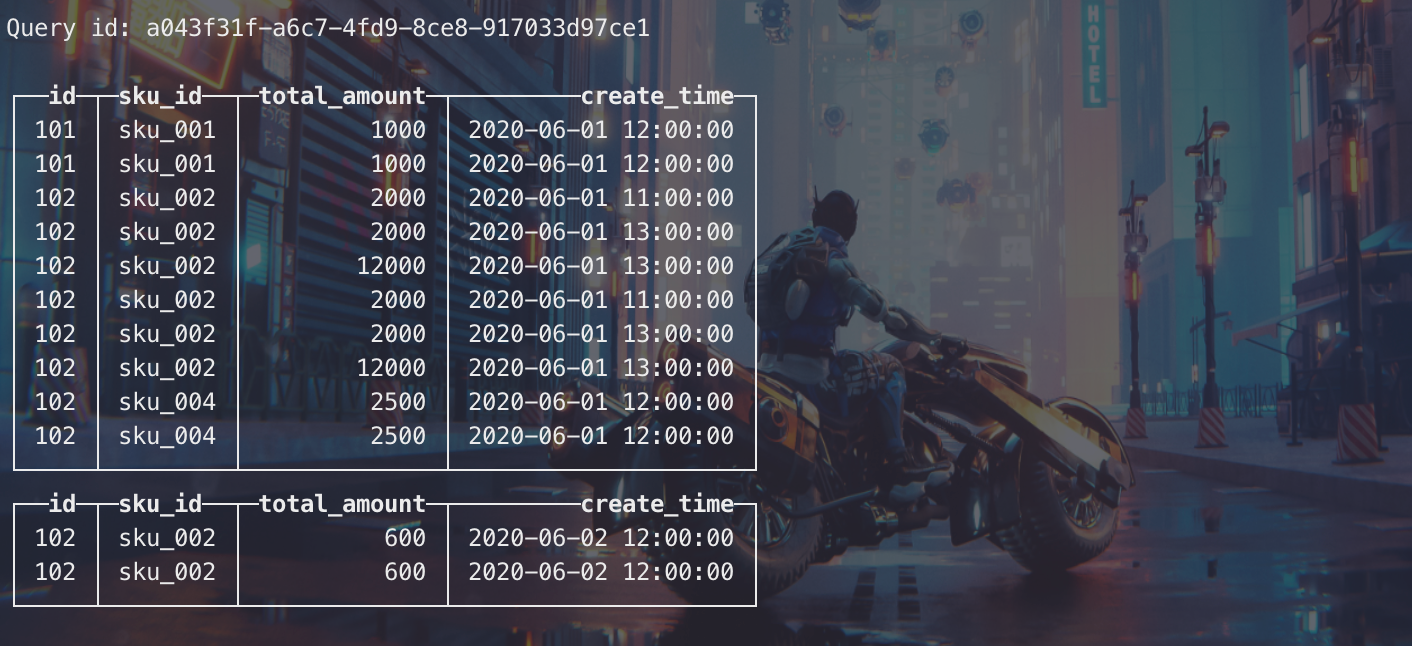 Query id: a043f31f-a6c7-4fd9-8ce8-917033d97ce1
id sku_id total_amount create_time
101 sku_001 1000 2020-06-01 12:00:00
101 sku_001 1000 2020-06-01 12:00:00
102 sku_002 2000 2020-06-01 11:00:00
102 sku_002 2000 2020-06-01 13:00:00
102 sku_002 12000 2020-06-01 13:00:00
102 sku_002 2000 2020-06-01 11:00:00
102 sku_002 2000 2020-06-01 13:00:00
102 sku_002 12000 2020-06-01 13:00:00
102 sku_004 2500 2020-06-01 12:00:00
102 sku_004 2500 2020-06-01 12:00:00
id sku_id total_amount create_time
102 sku_002 600 2020-06-02 12:00:00
102 sku_002 600 2020-06-02 12:00:00
HOTEL